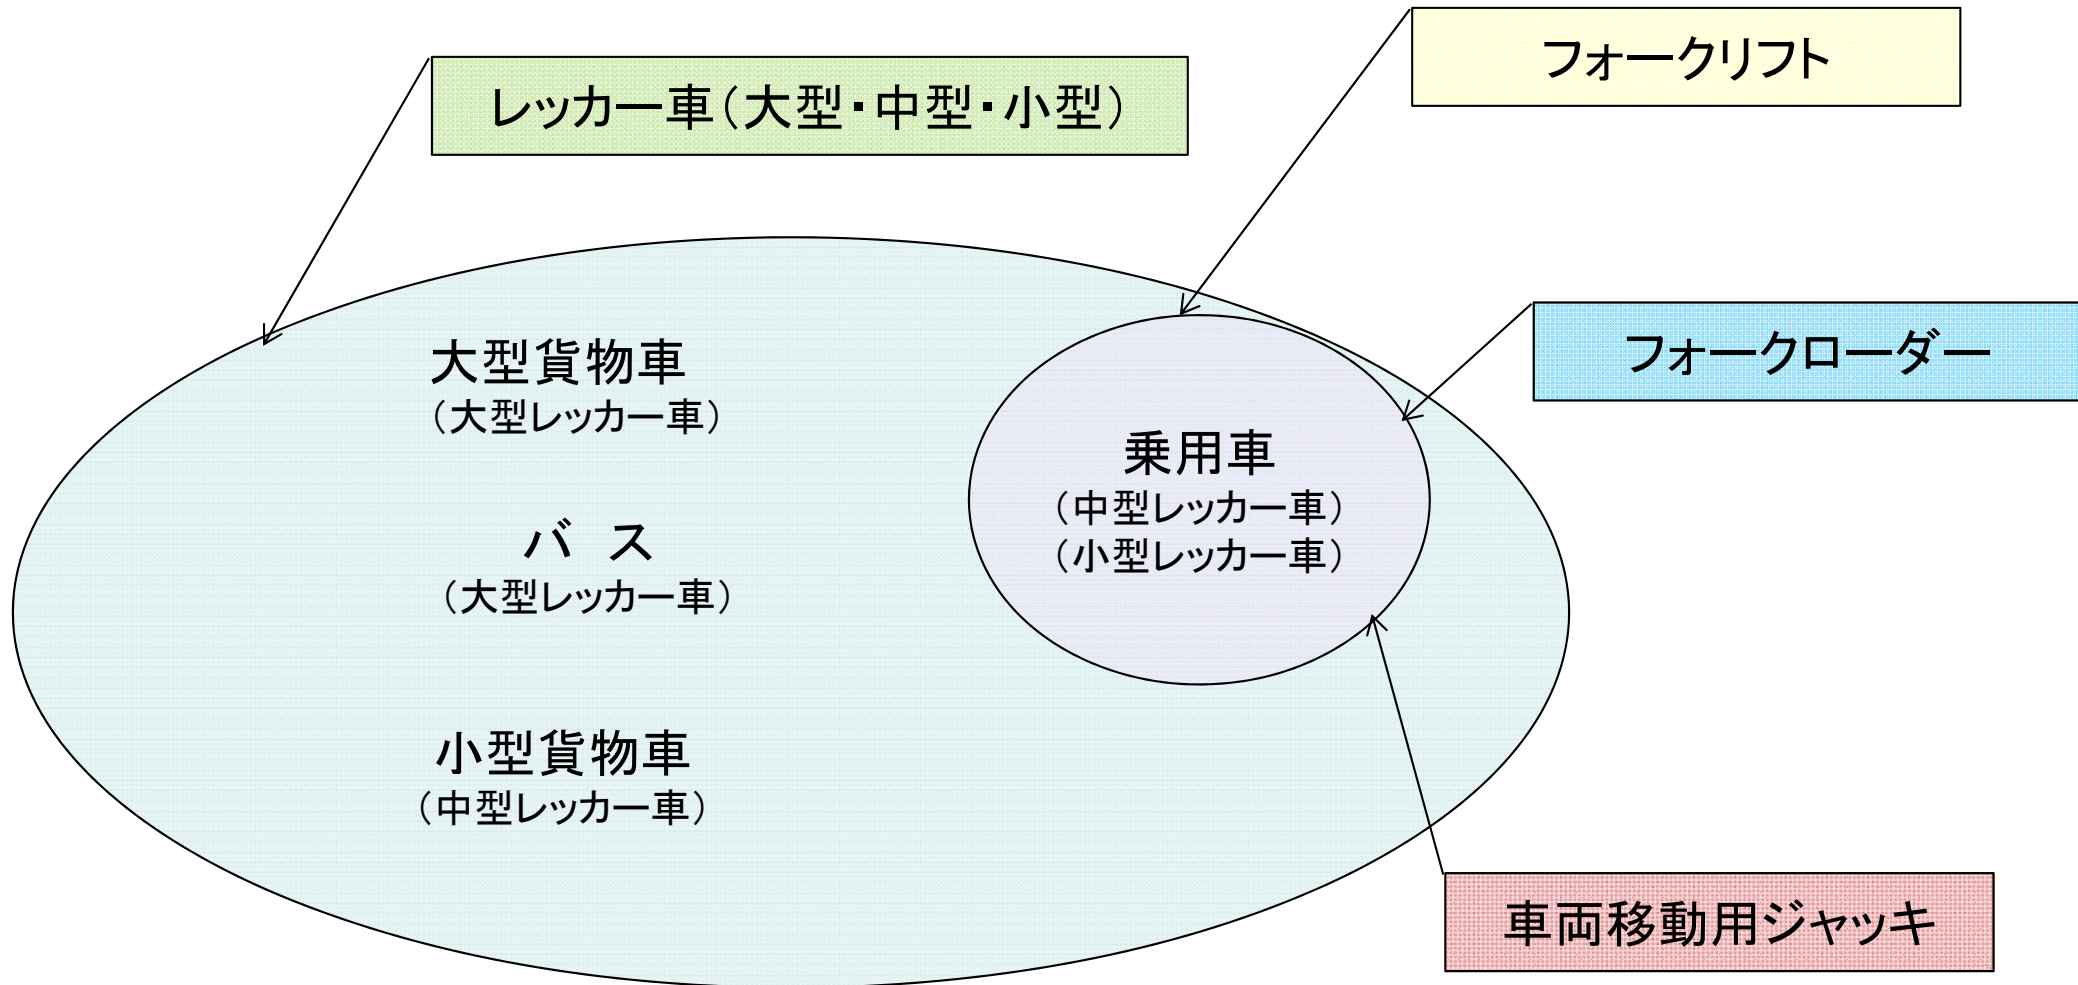 フォークリフト
レッカー車（大型・中型・小型）
フォークローダー
大型貨物車
（大型レッカー車）
乗用車
（中型レッカー車）
（小型レッカー車）
バ ス
（大型レッカー車）
小型貨物車
（中型レッカー車）
車両移動用ジャッキ